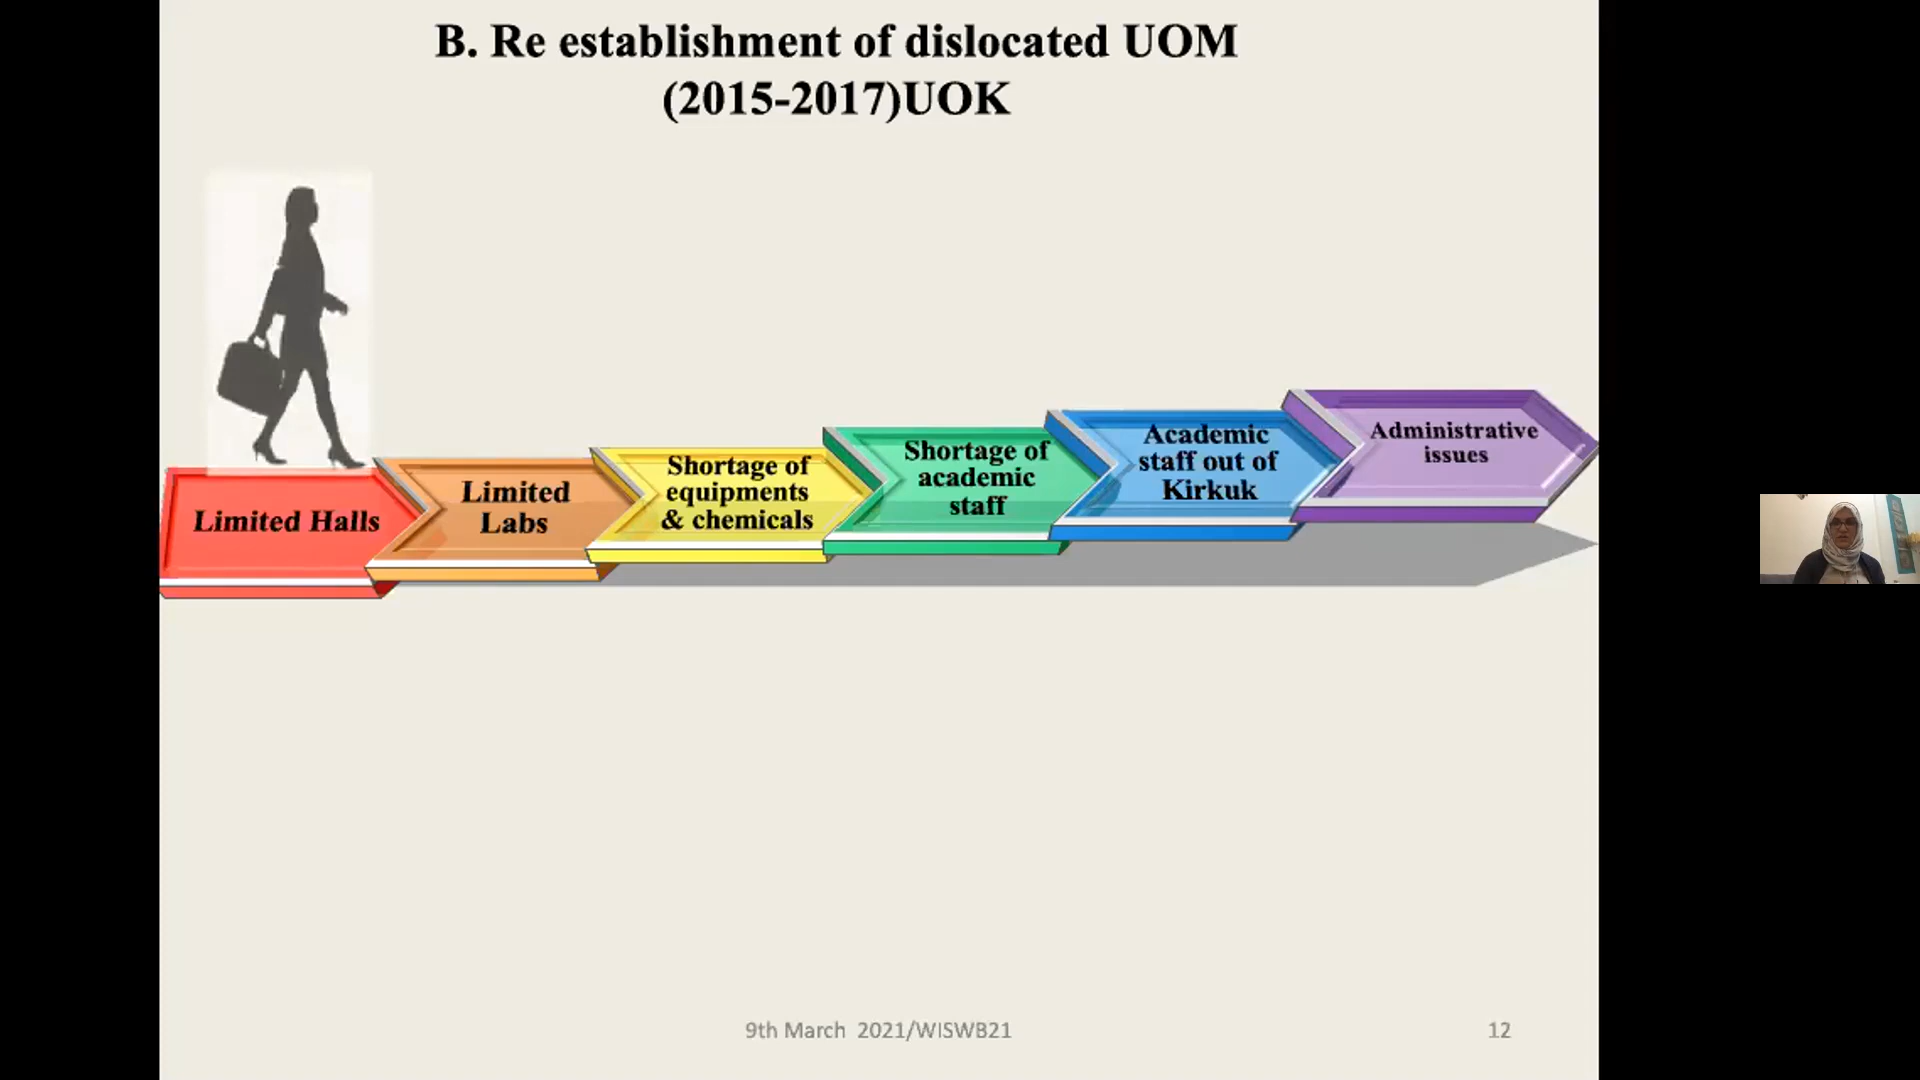 B. Re establishment of dislocated UOM
(2015-2017)UOK
Limited Halls
Limited
Labs
Shortage of
equipments
& chemicals
Shortage of
academic
staff
Academic
staff out of
Kirkuk
Administrative
issues
9th March 2021/WISWB21
12